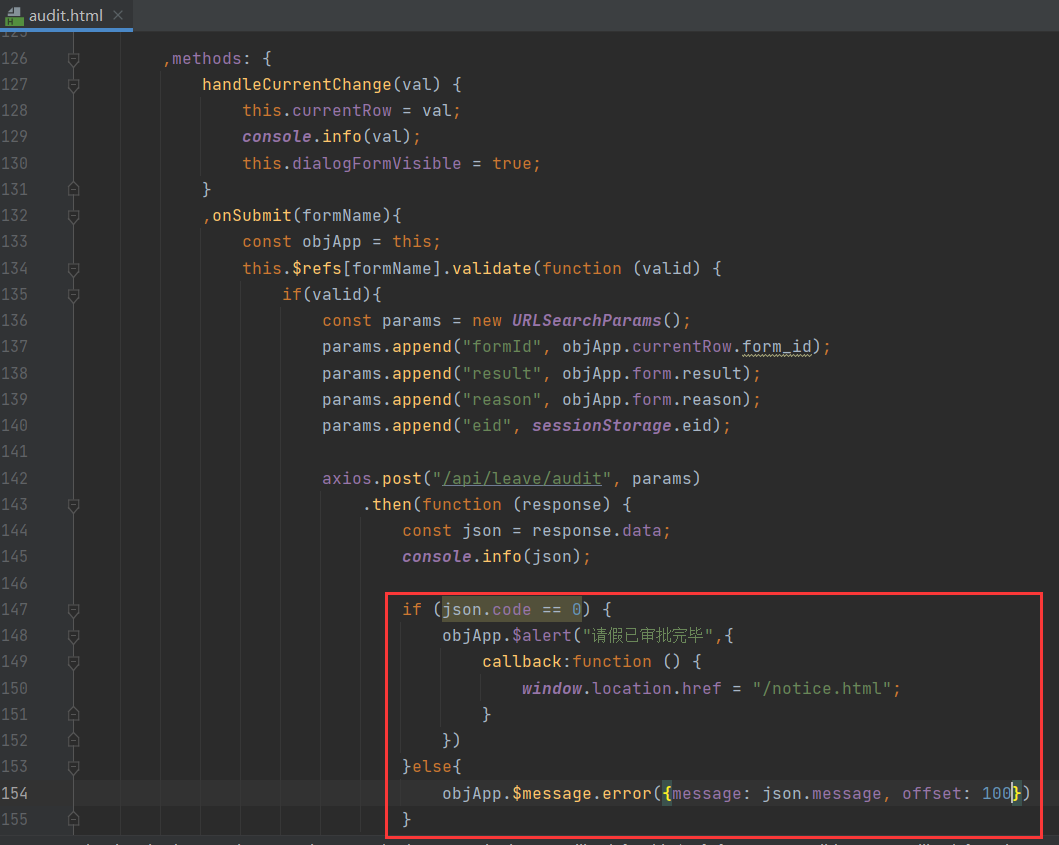 audit.html
125
126 ,methods: {
127 handleCurrentChange(val) {
128 this.currentRow = val;
129 console.info(val);
130 this.dialogFormVisible = true;
131 }
132 ,onSubmit(formName){
133 const objApp = this;
134 this.$refs[formName].validate(function (valid) {
135 if(valid){
136 const params = new URLSearchParams();
137 params.append("formId", objApp.currentRow.form_id);
138 params.append("result", objApp.form.result);
139 params.append("reason", objApp.form.reason);
140 params.append("eid", sessionStorage.eid);
141
142 axios.post("/api/leave/audit", params)
143 .then(function (response) {
144 const json = response.data;
145 console.info(json);
146
147 if (json.code == 0) {
148 objApp.$alert("请假已审批完毕",{
149 callback:function () {
150 window.location.href = "/notice.html";
151 }
152 })
153 }else{
154 objApp.$message.error({message: json.message, offset: 100})
155 }